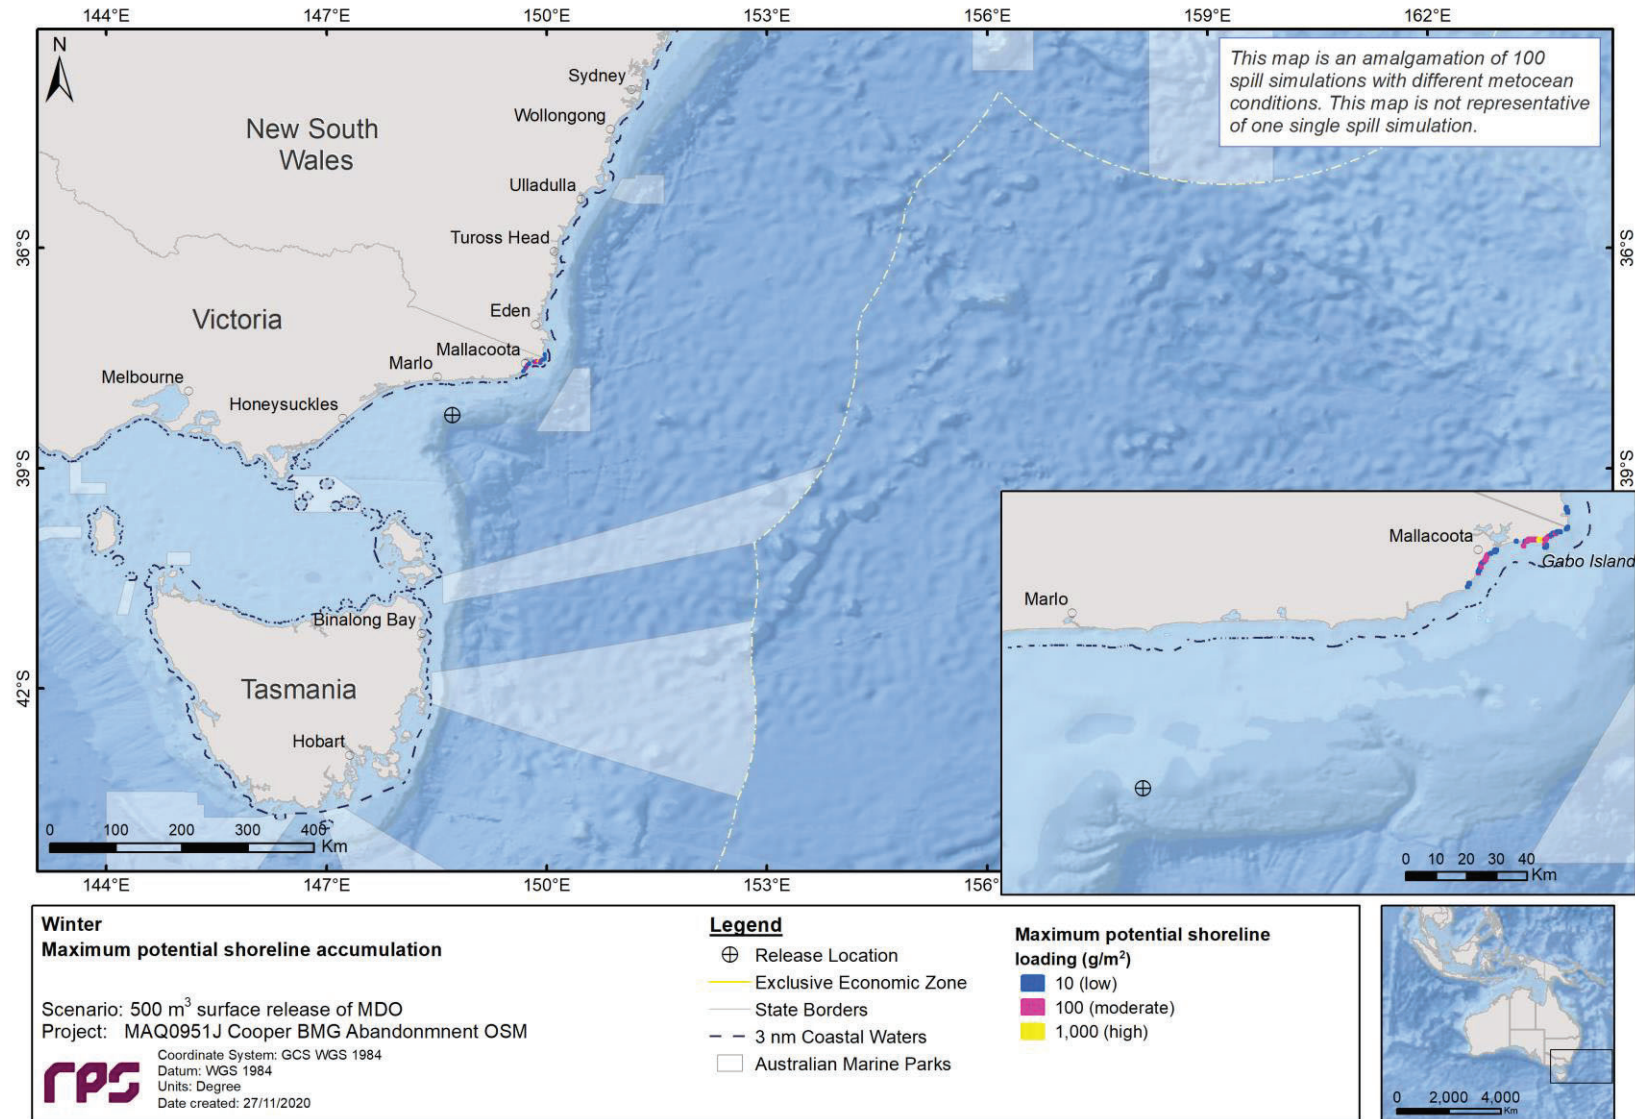 144°E 147°E 150°E 153°E 156°E 159°E 162°E
N
This map is an amalgamation of 100
spill simulations with different metocean
conditions. This map is not representative
of one single spill simulation.
Sydney
Wollongong
New South
Wales
Ulladulla
Tuross Head
36°S
36°S
Eden
Victoria
Mallacoota
Marlo
Melbourne
Honeysuckles
39°S
39°S
Binalong Bay
Tasmania
42°S
Hobart
0 100 200 300 400
Km
144°E 147°E 150°E 153°E 156°E
Mallacoota
Gabo Island
Marlo
0 10 20 30 40
Km
Winter
Maximum potential shoreline accumulation
Scenario: 500 m³ surface release of MDO
Project: MAQ0951J Cooper BMG Abandonmnent OSM
rps
Coordinate System: GCS WGS 1984
Datum: WGS 1984
Units: Degree
Date created: 27/11/2020
Legend
Release Location
Exclusive Economic Zone
State Borders
3 nm Coastal Waters
Australian Marine Parks
Maximum potential shoreline
loading (g/m²)
10 (low)
100 (moderate)
1,000 (high)
0 2,000 4,000
Km